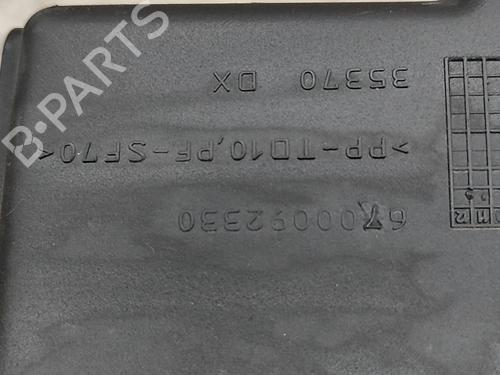 6700092330
>PP-TD10,PF-SF70<
35370 DX
B-PARTS